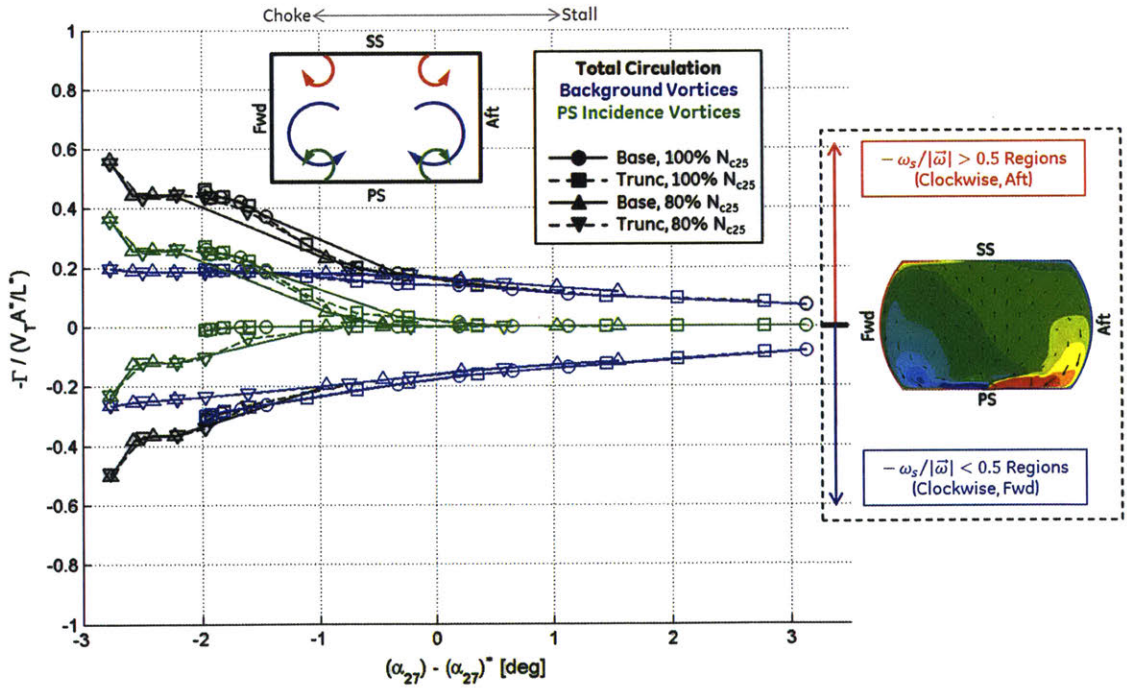 Choke
Stall
SS
Fwd
Aft
PS
Total Circulation
Background Vortices
PS Incidence Vortices
Base, 100% N_c25
Trunc, 100% N_c25
Base, 80% N_c25
Trunc, 80% N_c25
1
0.8
0.6
0.4
0.2
0
-0.2
-0.4
-0.6
-0.8
-1
-Γ / (V_T A*/L*)
-3
-2
-1
0
1
2
3
(α_27) - (α_27)* [deg]
- ω_s/|ω⃗| > 0.5 Regions
(Clockwise, Aft)
SS
Fwd
Aft
PS
- ω_s/|ω⃗| < 0.5 Regions
(Clockwise, Fwd)